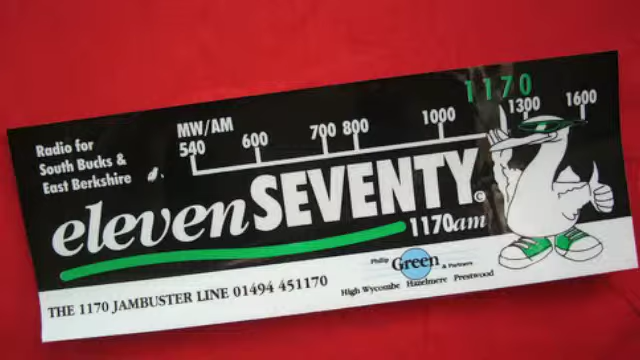 Radio for
South Bucks &
East Berkshire
MW/AM
540 600 700 800 1000 1170 1300 1600
elevenSEVENTY©
1170am
THE 1170 JAMBUSTER LINE 01494 451170
Philip Green & Partners
High Wycombe Hazlemere Prestwood